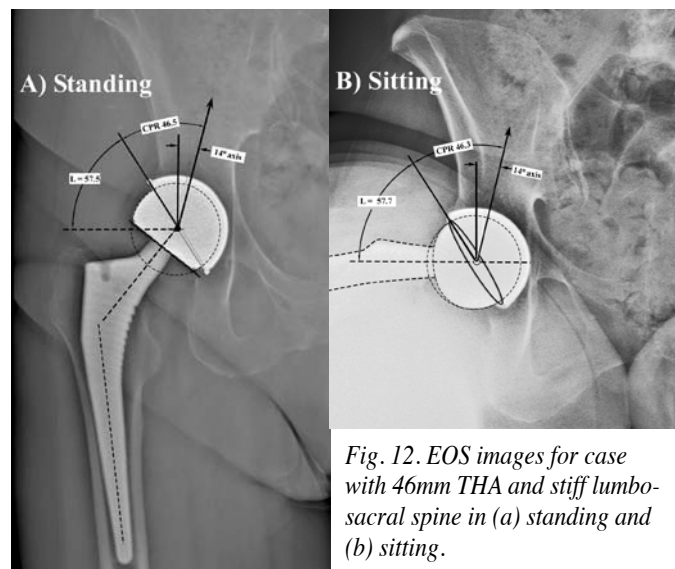 A) Standing
CPR 46.5
14° axis
L = 57.5
B) Sitting
CPR 46.3
14° axis
L = 57.7
Fig. 12. EOS images for case
with 46mm THA and stiff lumbo-
sacral spine in (a) standing and
(b) sitting.